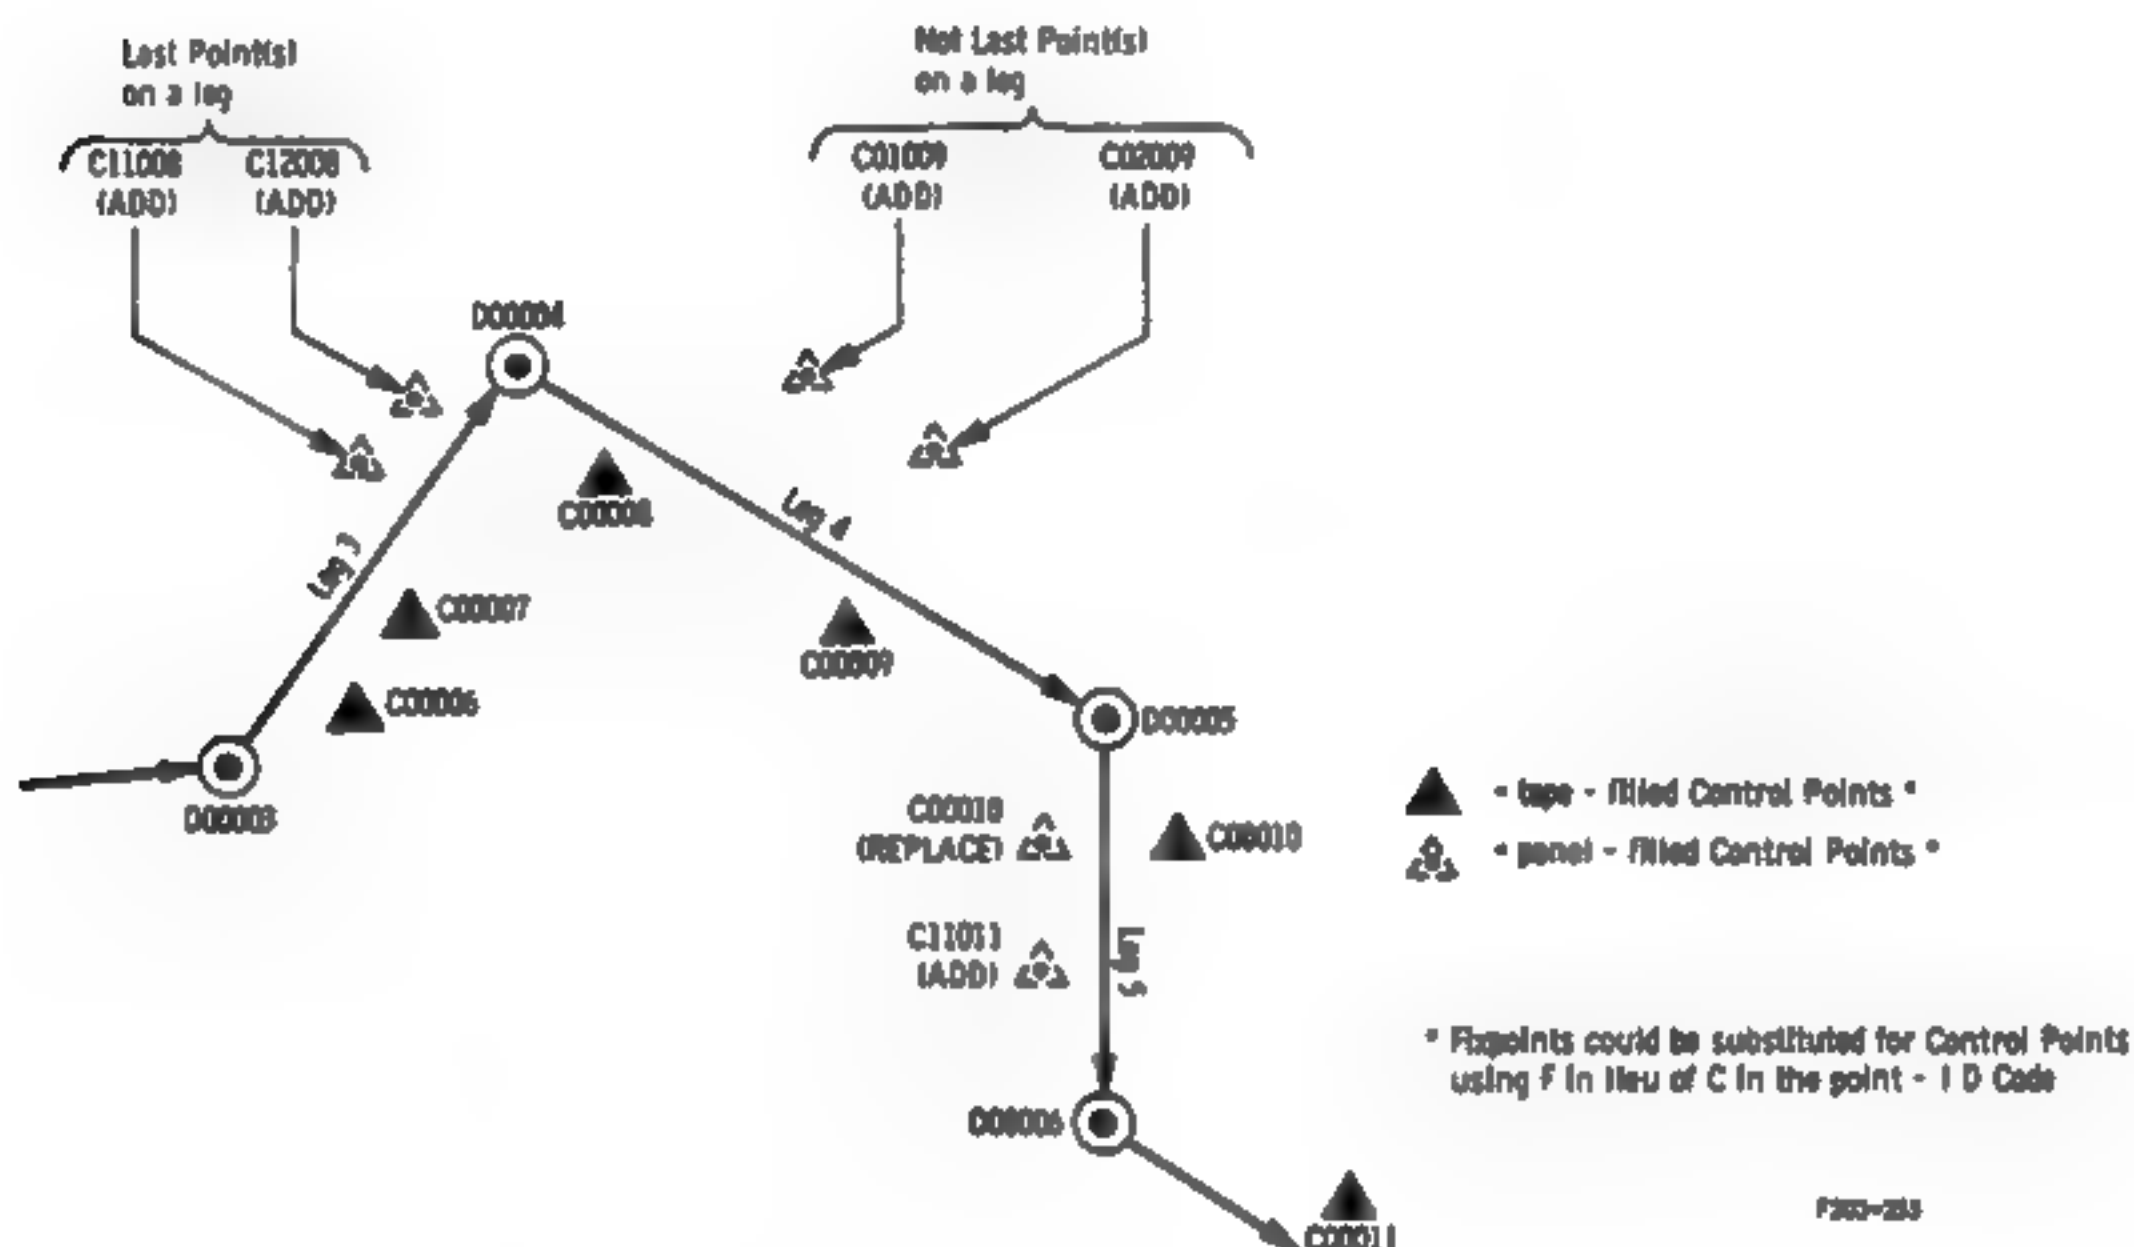 Last Point(s)
on a leg
C11008
(ADD)
C12008
(ADD)
Not Last Point(s)
on a leg
C01009
(ADD)
C02009
(ADD)
D00004
C00008
Leg 4
Leg 3
C00007
C00009
C00006
D00005
D00003
C00010
(REPLACE)
C00010
C11011
(ADD)
Leg 5
D00006
C00011
- tape - filled Control Points *
- panel - filled Control Points *
* Fixpoints could be substituted for Control Points
using F in lieu of C in the point - I D Code